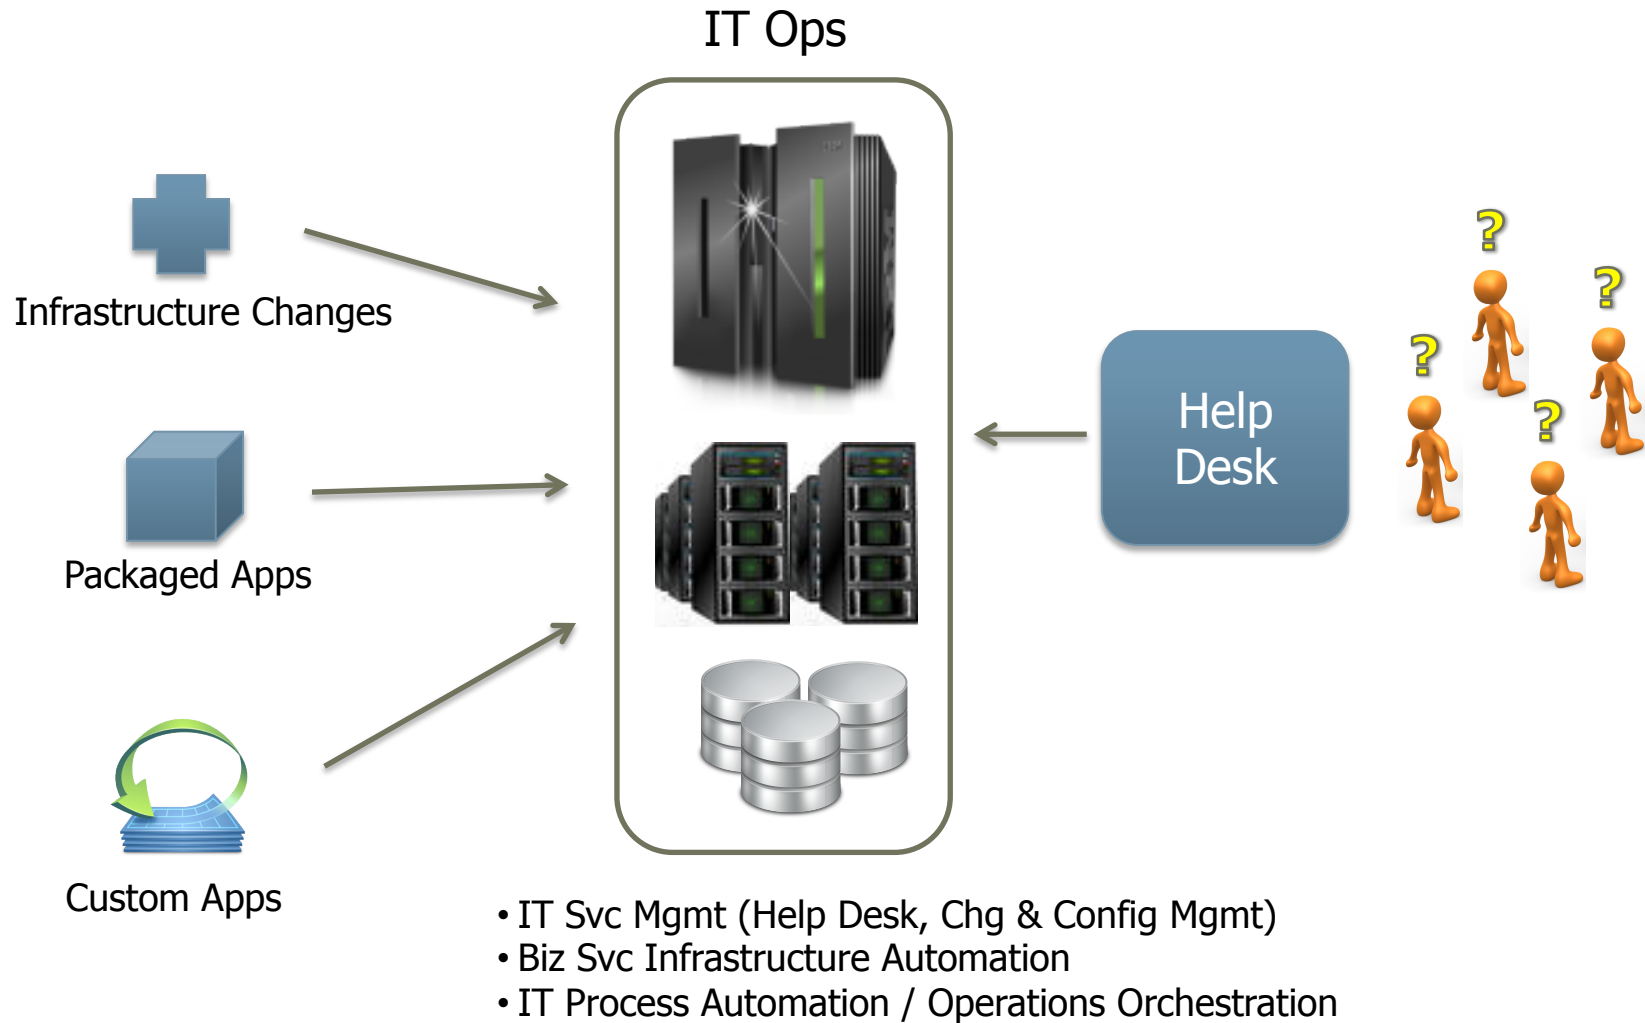 IT Ops
Infrastructure Changes
Packaged Apps
Custom Apps
Help
Desk
?
?
?
?
• IT Svc Mgmt (Help Desk, Chg & Config Mgmt)
• Biz Svc Infrastructure Automation
• IT Process Automation / Operations Orchestration